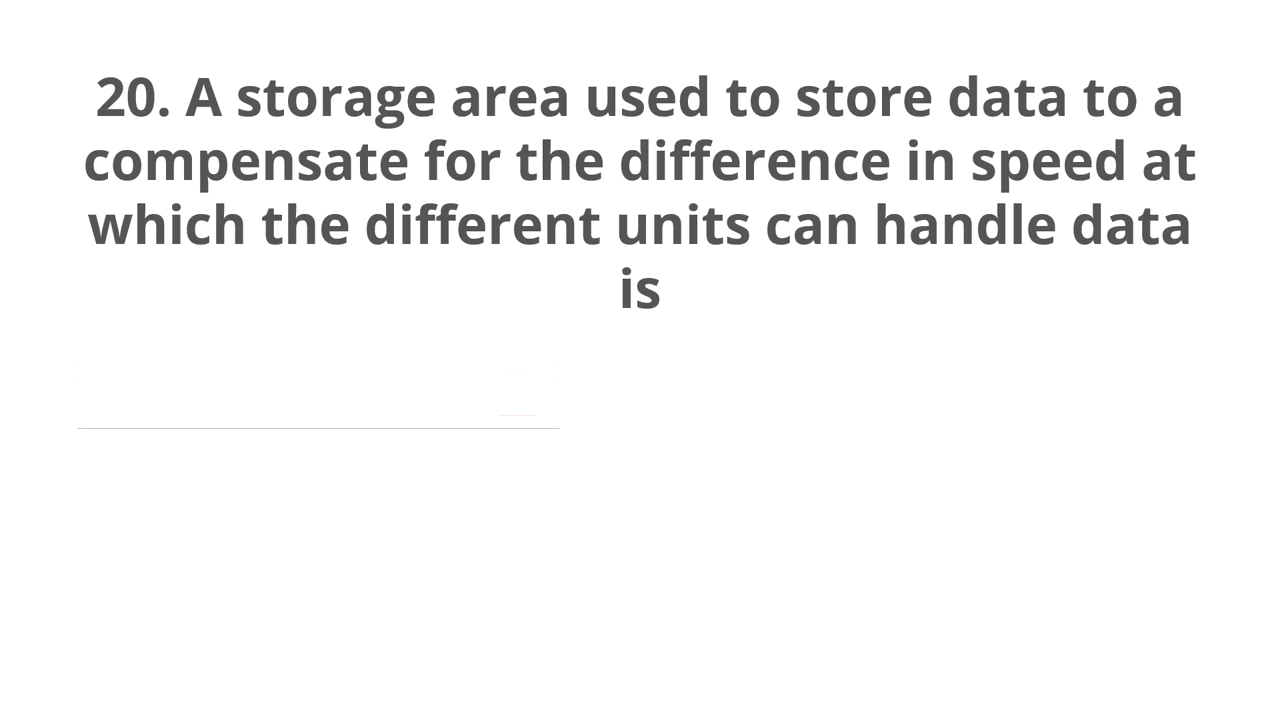 20. A storage area used to store data to a
compensate for the difference in speed at
which the different units can handle data
is